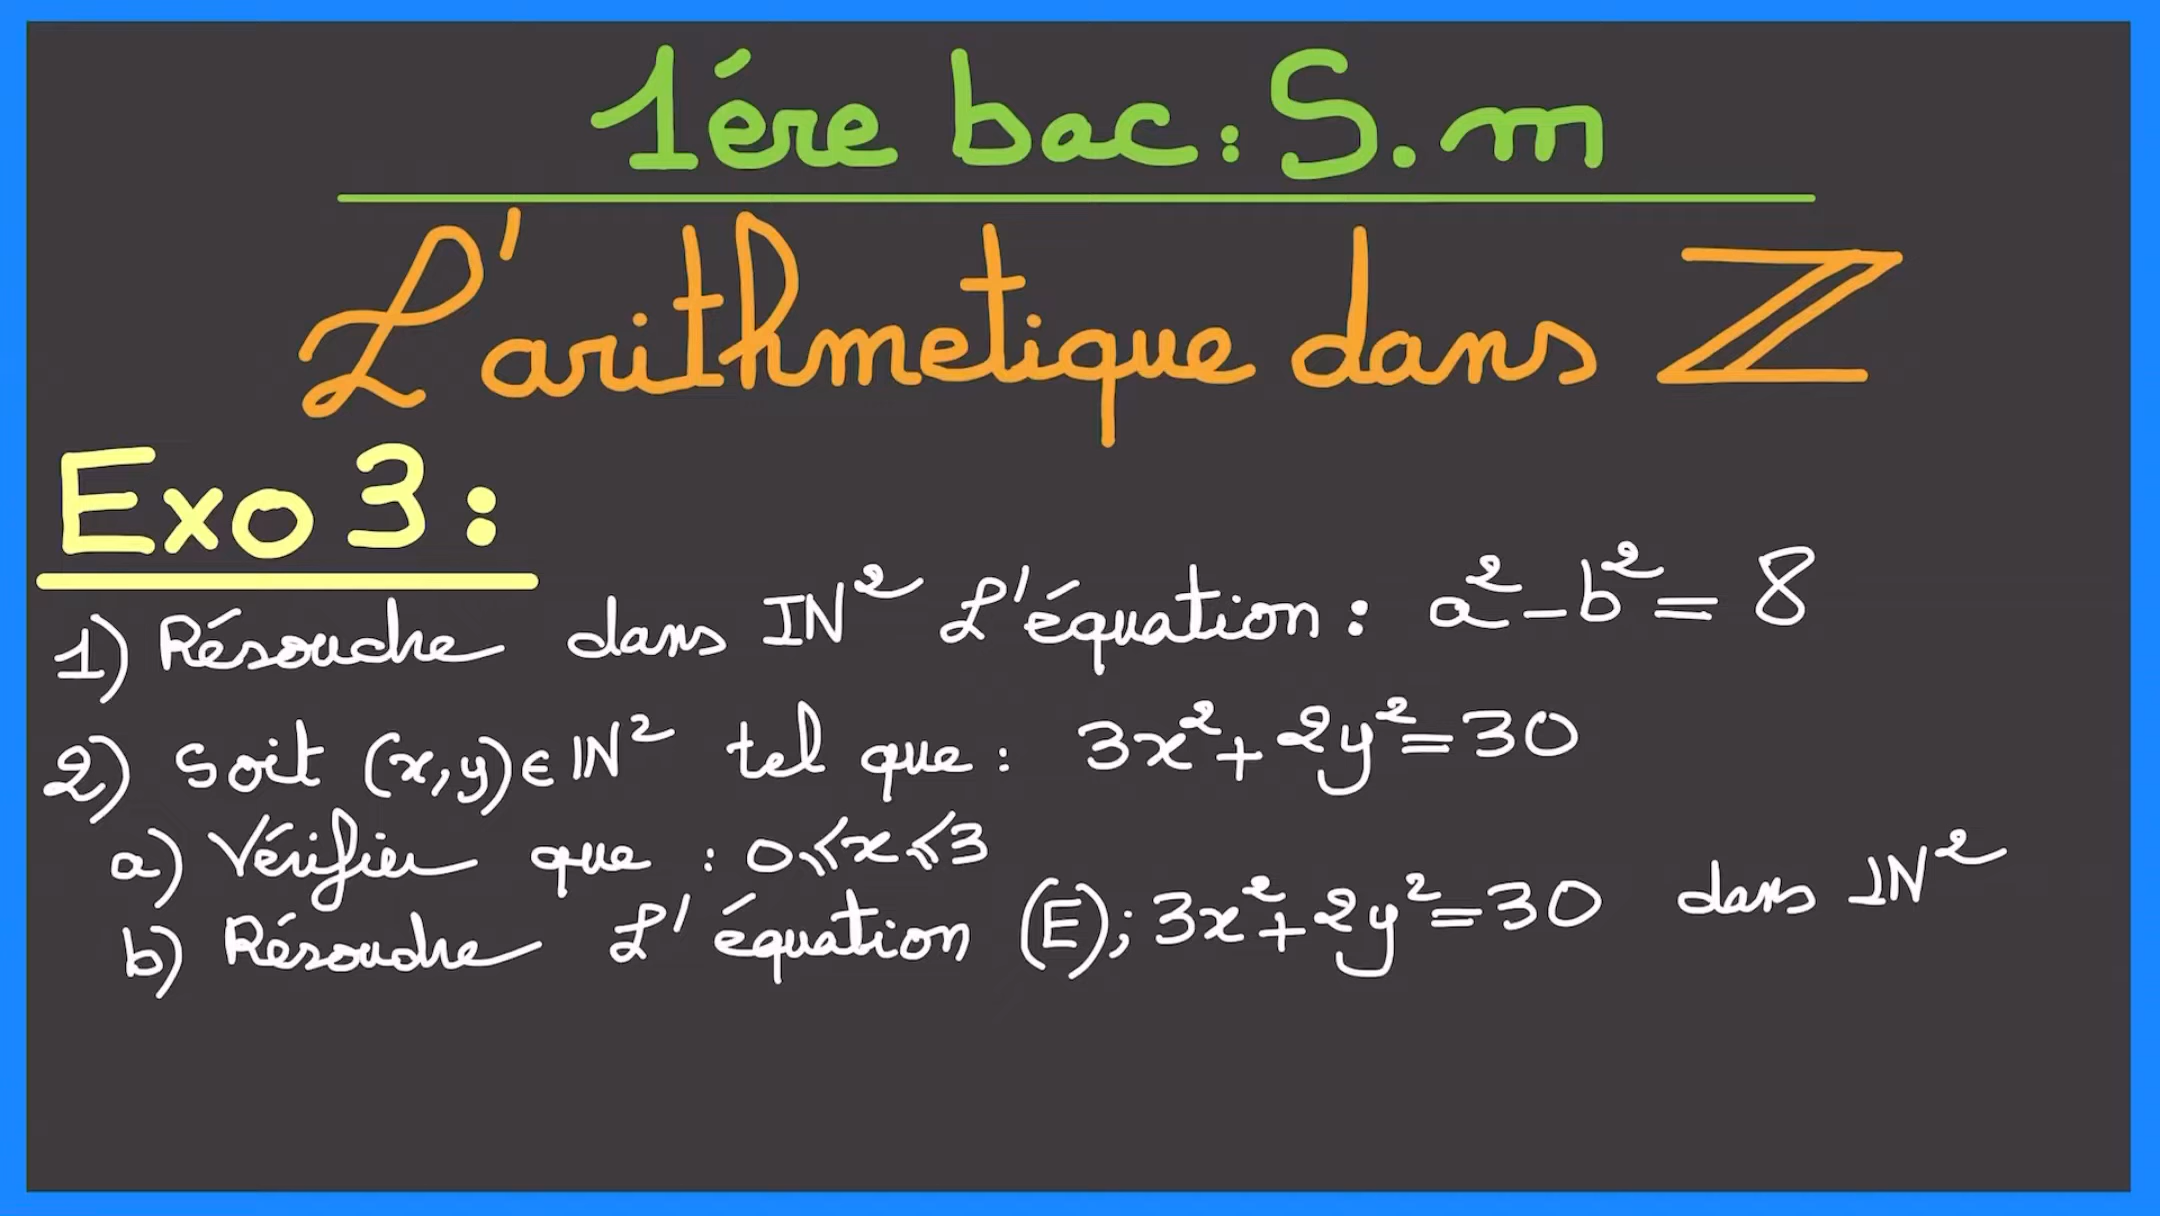 1ére bac: S.m
L'arithmetique dans ℤ
Exo 3:
1) Résoudre dans IN² L'équation: a² - b² = 8
2) Soit (x,y) ∈ IN² tel que: 3x² + 2y² = 30
a) Vérifier que : 0 ⩽ x ⩽ 3
b) Résoudre L'équation (E); 3x² + 2y² = 30 dans IN²